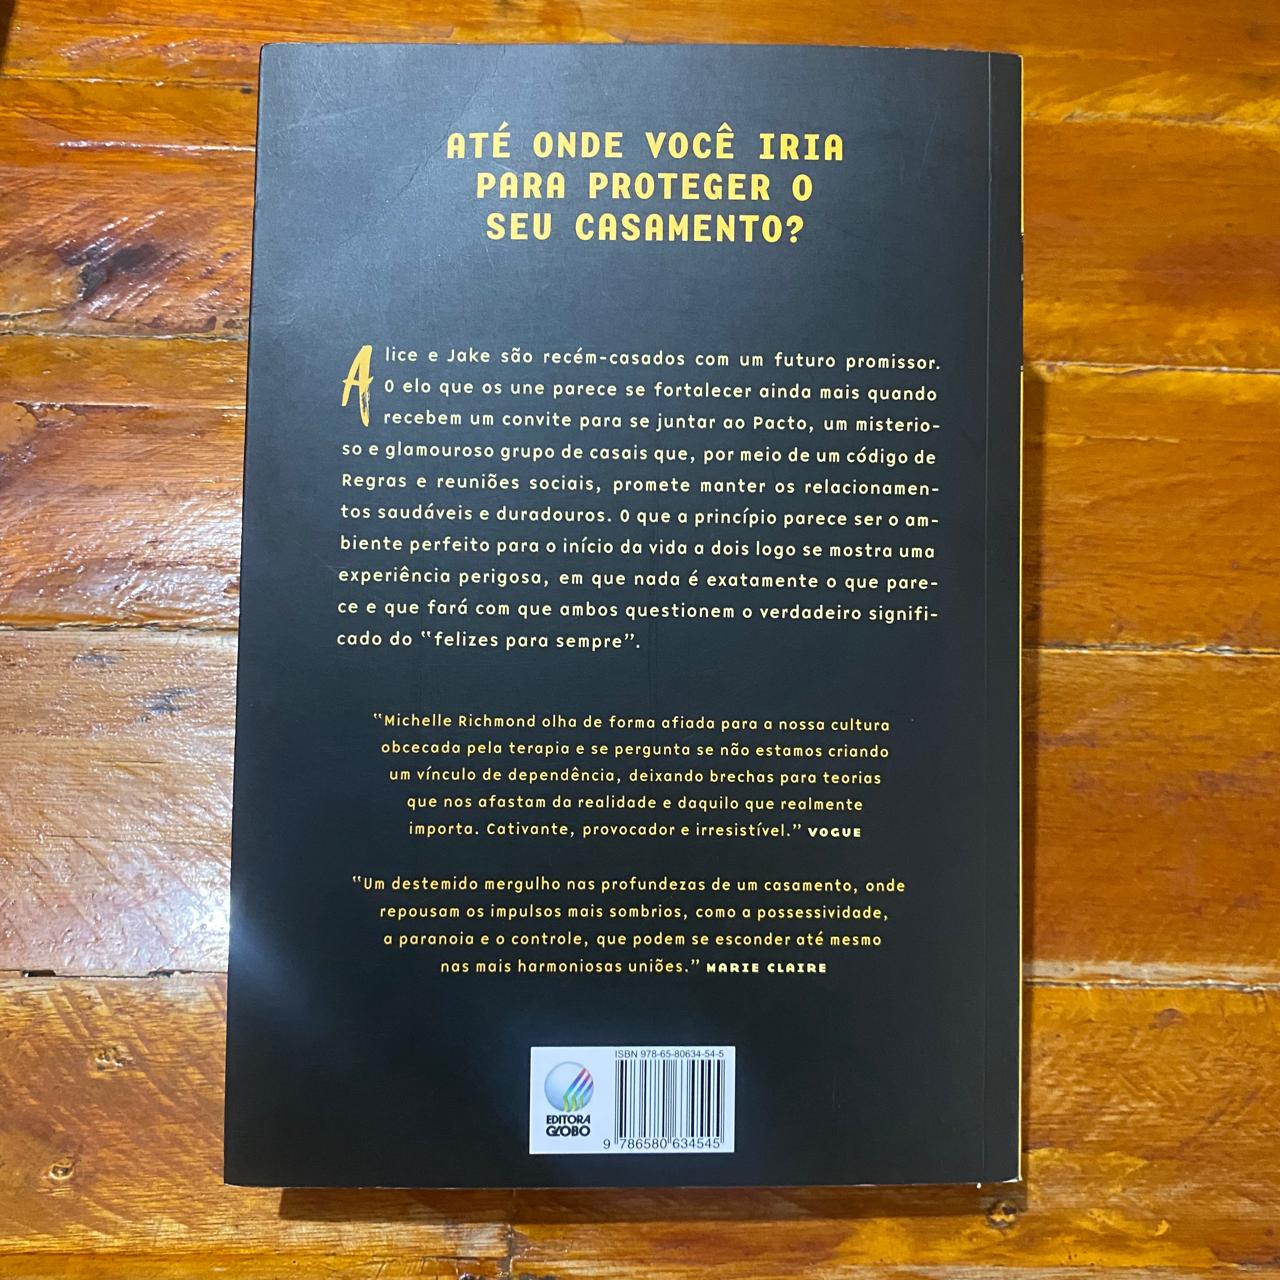 ATÉ ONDE VOCÊ IRIA
PARA PROTEGER O
SEU CASAMENTO?
Alice e Jake são recém-casados com um futuro promissor.
O elo que os une parece se fortalecer ainda mais quando
recebem um convite para se juntar ao Pacto, um misterio-
so e glamouroso grupo de casais que, por meio de um código de
Regras e reuniões sociais, promete manter os relacionamen-
tos saudáveis e duradouros. O que a princípio parece ser o am-
biente perfeito para o início da vida a dois logo se mostra uma
experiência perigosa, em que nada é exatamente o que pare-
ce e que fará com que ambos questionem o verdadeiro signifi-
cado do “felizes para sempre”.
“Michelle Richmond olha de forma afiada para a nossa cultura
obcecada pela terapia e se pergunta se não estamos criando
um vínculo de dependência, deixando brechas para teorias
que nos afastam da realidade e daquilo que realmente
importa. Cativante, provocador e irresistível.” VOGUE
“Um destemido mergulho nas profundezas de um casamento, onde
repousam os impulsos mais sombrios, como a possessividade,
a paranoia e o controle, que podem se esconder até mesmo
nas mais harmoniosas uniões.” MARIE CLAIRE
ISBN 978-65-80634-54-5
EDITORA
GLOBO
9 786580 634545